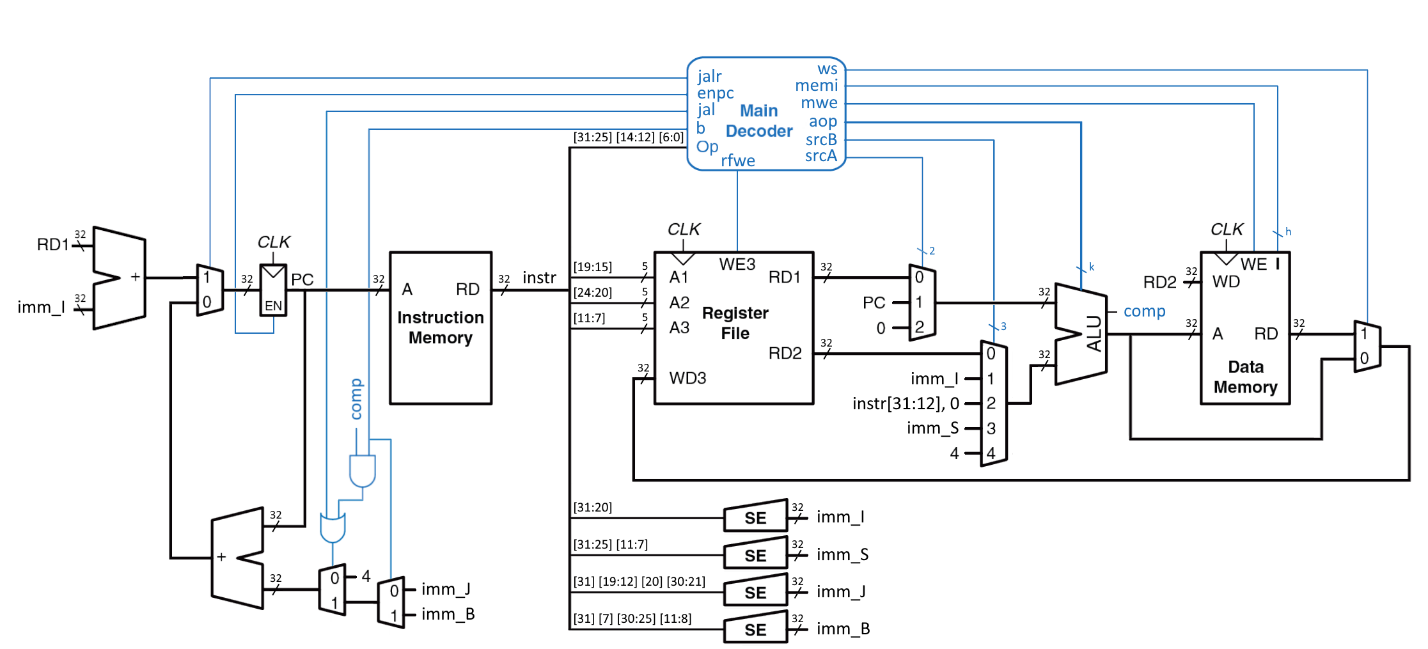 jalr
enpc
jal
b
Op
Main
Decoder
rfwe
ws
memi
mwe
aop
srcB
srcA
[31:25] [14:12] [6:0]
RD1
32
imm_I
32
+
1
0
32
CLK
EN
PC
32
A
RD
Instruction
Memory
32
instr
[19:15]
5
[24:20]
5
[11:7]
5
CLK
WE3
A1
A2
A3
WD3
32
Register
File
RD1
32
RD2
32
2
0
PC
1
0
2
3
0
imm_I
1
instr[31:12], 0
2
imm_S
3
4
4
32
32
k
ALU
comp
32
CLK
h
WE I
RD2
32
WD
A
RD
Data
Memory
32
1
0
comp
32
+
32
0
4
1
0
imm_J
1
imm_B
[31:20]
SE
32
imm_I
[31:25] [11:7]
SE
32
imm_S
[31] [19:12] [20] [30:21]
SE
32
imm_J
[31] [7] [30:25] [11:8]
SE
32
imm_B